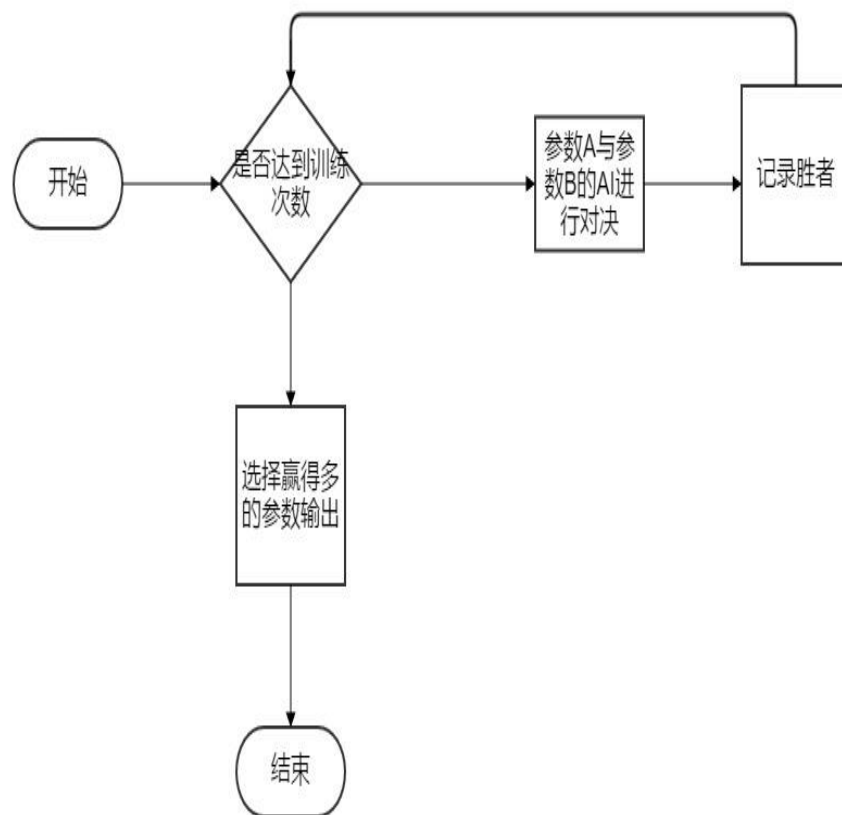 开始
是否达到训练
次数
参数A与参
数B的AI进
行对决
记录胜者
选择赢得多
的参数输出
结束